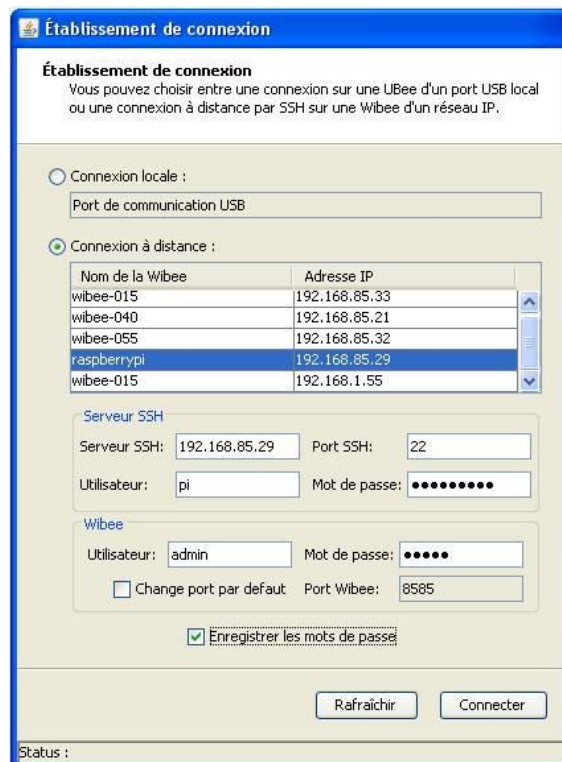 Établissement de connexion
Établissement de connexion
Vous pouvez choisir entre une connexion sur une UBee d'un port USB local
ou une connexion à distance par SSH sur une Wibee d'un réseau IP.
Connexion locale :
Port de communication USB
Connexion à distance :
Nom de la Wibee Adresse IP
wibee-015 192.168.85.33
wibee-040 192.168.85.21
wibee-055 192.168.85.32
raspberrypi 192.168.85.29
wibee-015 192.168.1.55
Serveur SSH
Serveur SSH: 192.168.85.29 Port SSH: 22
Utilisateur: pi Mot de passe: •••••••••
Wibee
Utilisateur: admin Mot de passe: •••••
Change port par defaut Port Wibee: 8585
Enregistrer les mots de passe
Rafraîchir Connecter
Status :